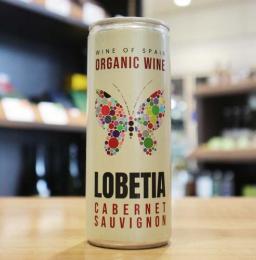 WINE OF SPAIN
ORGANIC WINE
LOBETIA
CABERNET
SAUVIGNON